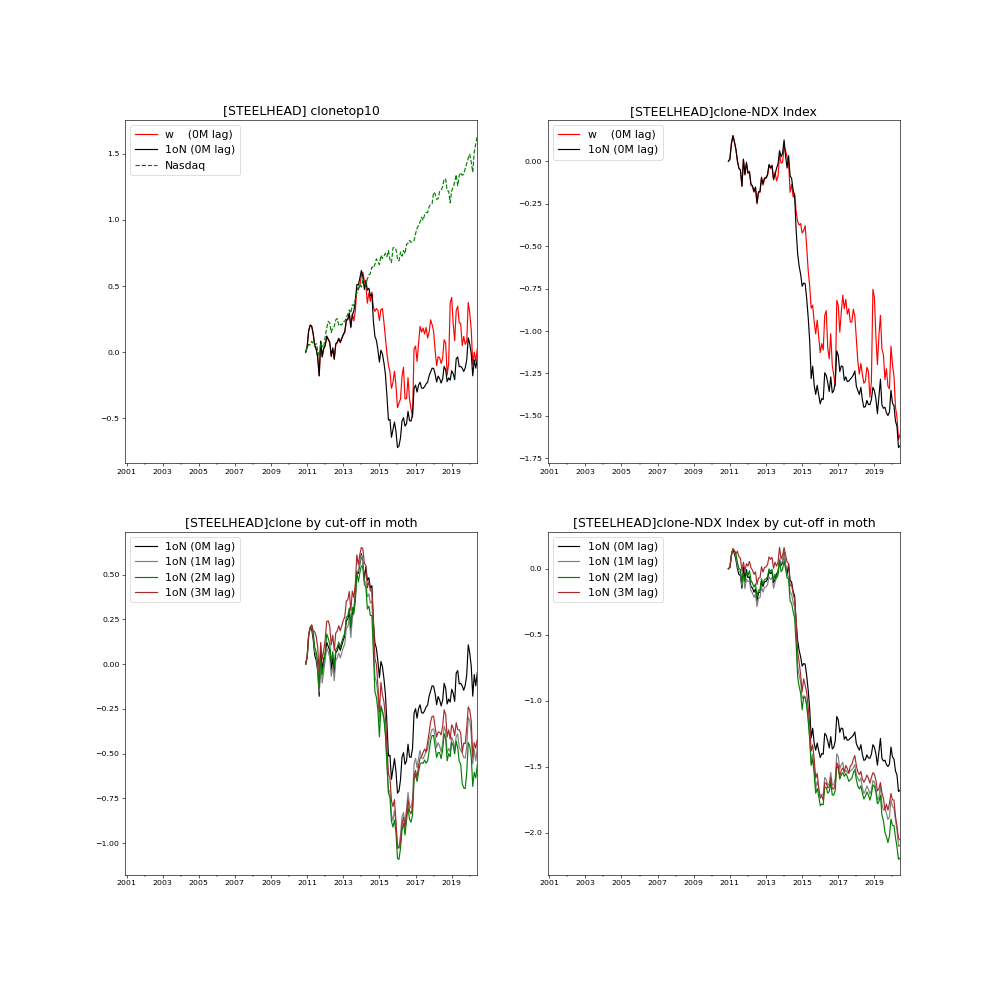 [STEELHEAD] clonetop10
w    (0M lag)
1oN (0M lag)
Nasdaq
1.5
1.0
0.5
0.0
−0.5
2001 2003 2005 2007 2009 2011 2013 2015 2017 2019
[STEELHEAD]clone-NDX Index
w    (0M lag)
1oN (0M lag)
0.00
−0.25
−0.50
−0.75
−1.00
−1.25
−1.50
−1.75
2001 2003 2005 2007 2009 2011 2013 2015 2017 2019
[STEELHEAD]clone by cut-off in moth
1oN (0M lag)
1oN (1M lag)
1oN (2M lag)
1oN (3M lag)
0.50
0.25
0.00
−0.25
−0.50
−0.75
−1.00
2001 2003 2005 2007 2009 2011 2013 2015 2017 2019
[STEELHEAD]clone-NDX Index by cut-off in moth
1oN (0M lag)
1oN (1M lag)
1oN (2M lag)
1oN (3M lag)
0.0
−0.5
−1.0
−1.5
−2.0
2001 2003 2005 2007 2009 2011 2013 2015 2017 2019